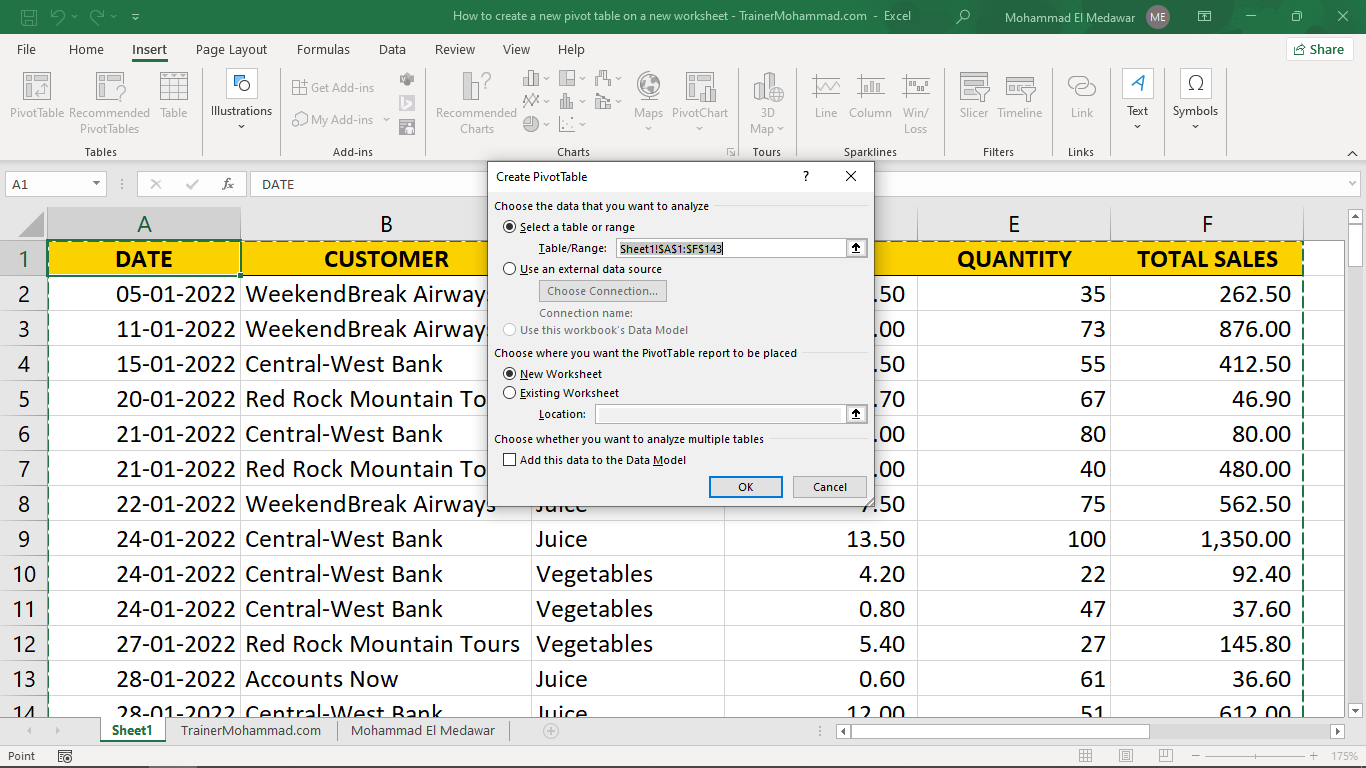 How to create a new pivot table on a new worksheet - TrainerMohammad.com - Excel
Mohammad El Medawar ME
File Home Insert Page Layout Formulas Data Review View Help Share
PivotTable Recommended PivotTables Table
Tables
Illustrations
Get Add-ins
My Add-ins
Add-ins
Recommended Charts
Maps PivotChart
Charts
3D Map
Tours
Line Column Win/Loss
Sparklines
Slicer Timeline
Filters
Link
Links
Text
Symbols
A1 fx DATE
Create PivotTable ?
Choose the data that you want to analyze
Select a table or range
Table/Range: Sheet1!$A$1:$F$143
Use an external data source
Choose Connection...
Connection name:
Use this workbook's Data Model
Choose where you want the PivotTable report to be placed
New Worksheet
Existing Worksheet
Location:
Choose whether you want to analyze multiple tables
Add this data to the Data Model
OK Cancel
A B E F
1 DATE CUSTOMER QUANTITY TOTAL SALES
2 05-01-2022 WeekendBreak Airways .50 35 262.50
3 11-01-2022 WeekendBreak Airways .00 73 876.00
4 15-01-2022 Central-West Bank .50 55 412.50
5 20-01-2022 Red Rock Mountain To .70 67 46.90
6 21-01-2022 Central-West Bank .00 80 80.00
7 21-01-2022 Red Rock Mountain To .00 40 480.00
8 22-01-2022 WeekendBreak Airways Juice 7.50 75 562.50
9 24-01-2022 Central-West Bank Juice 13.50 100 1,350.00
10 24-01-2022 Central-West Bank Vegetables 4.20 22 92.40
11 24-01-2022 Central-West Bank Vegetables 0.80 47 37.60
12 27-01-2022 Red Rock Mountain Tours Vegetables 5.40 27 145.80
13 28-01-2022 Accounts Now Juice 0.60 61 36.60
14 28-01-2022 Central-West Bank Juice 12.00 51 612.00
Sheet1 TrainerMohammad.com Mohammad El Medawar
Point 175%